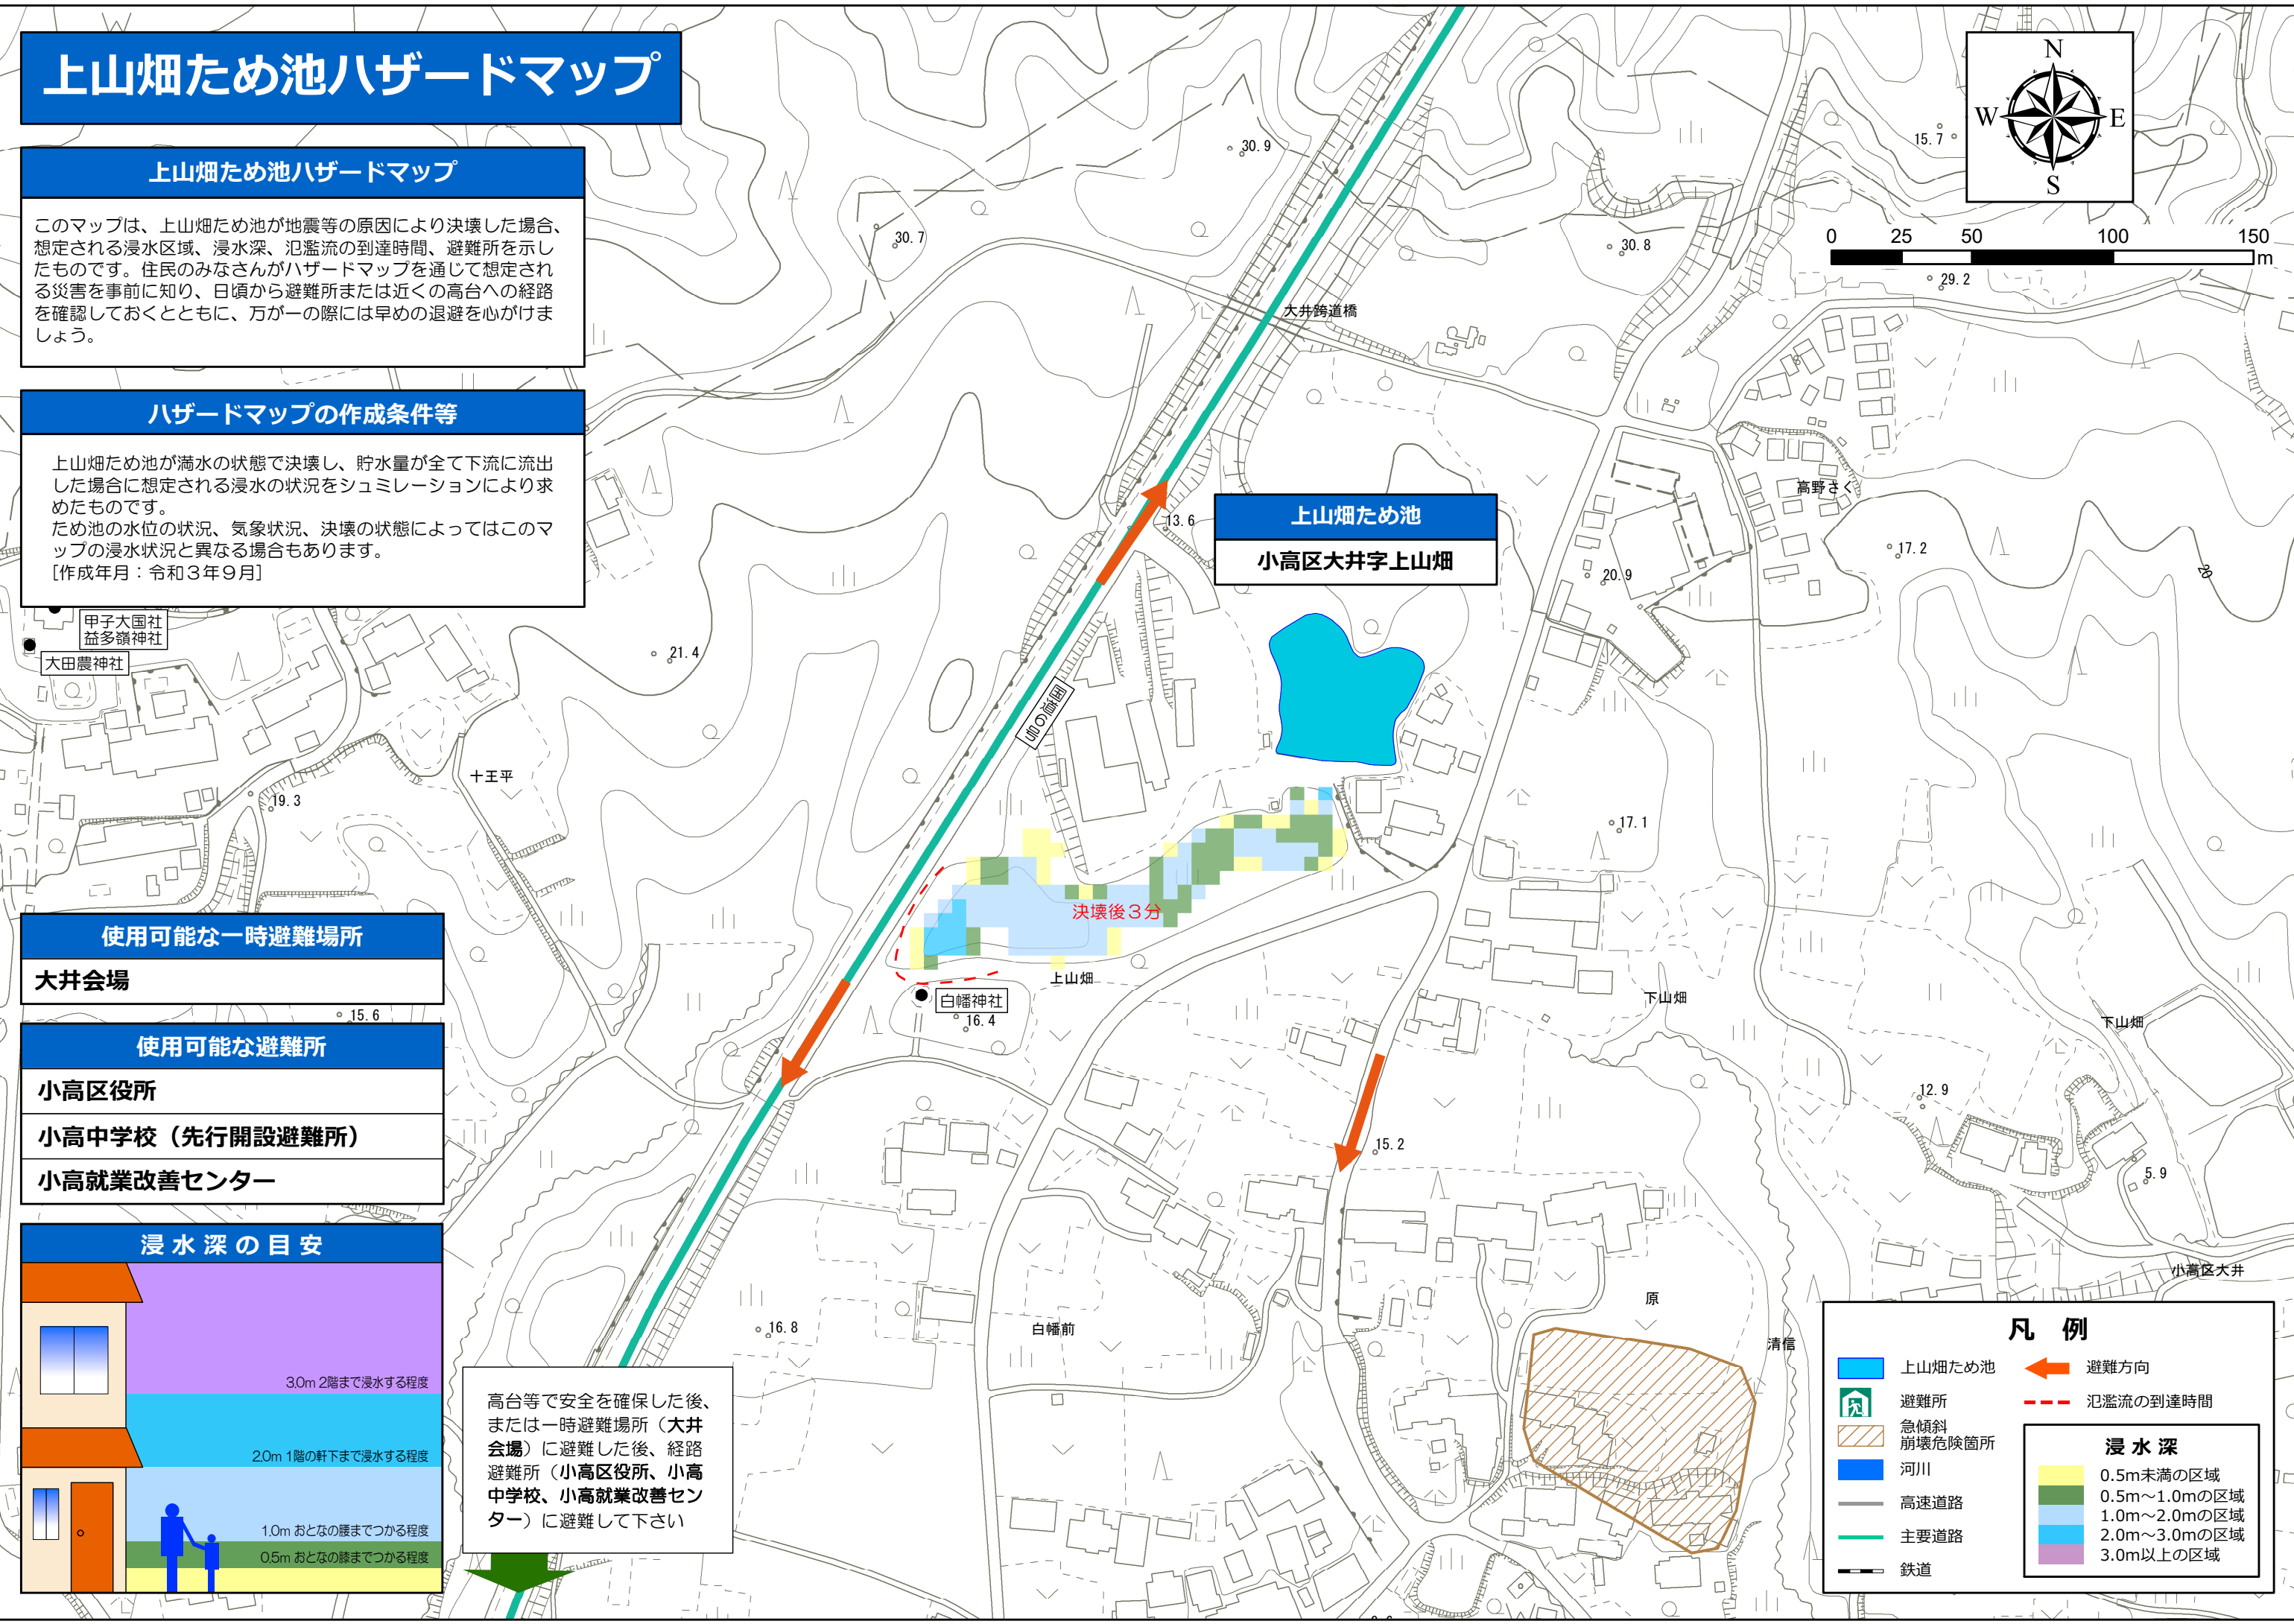 上山畑ため池ハザードマップ
上山畑ため池ハザードマップ
このマップは、上山畑ため池が地震等の原因により決壊した場合、
想定される浸水区域、浸水深、氾濫流の到達時間、避難所を示し
たものです。住民のみなさんがハザードマップを通じて想定され
る災害を事前に知り、日頃から避難所または近くの高台への経路
を確認しておくとともに、万が一の際には早めの退避を心がけま
しょう。
ハザードマップの作成条件等
上山畑ため池が満水の状態で決壊し、貯水量が全て下流に流出
した場合に想定される浸水の状況をシュミレーションにより求
めたものです。
ため池の水位の状況、気象状況、決壊の状態によってはこのマ
ップの浸水状況と異なる場合もあります。
[作成年月：令和３年９月]
甲子大国社
益多嶺神社
大田農神社
使用可能な一時避難場所
大井会場
使用可能な避難所
小高区役所
小高中学校（先行開設避難所）
小高就業改善センター
浸水深の目安
3.0m 2階まで浸水する程度
2.0m 1階の軒下まで浸水する程度
1.0m おとなの腰までつかる程度
0.5m おとなの膝までつかる程度
高台等で安全を確保した後、
または一時避難場所（大井
会場）に避難した後、経路
避難所（小高区役所、小高
中学校、小高就業改善セン
ター）に避難して下さい
N
W
E
S
0 25 50 100 150
m
30.9
15.7
30.7
30.8
29.2
大井跨道橋
高野さく
13.6
上山畑ため池
小高区大井字上山畑
17.2
20
20.9
21.4
国道6号
十王平
19.3
17.1
決壊後３分
上山畑
白幡神社
16.4
下山畑
下山畑
15.6
12.9
15.2
5.9
小高区大井
原
清信
16.8
白幡前
凡例
上山畑ため池
避難所
急傾斜
崩壊危険箇所
河川
高速道路
主要道路
鉄道
避難方向
氾濫流の到達時間
浸水深
0.5m未満の区域
0.5m～1.0mの区域
1.0m～2.0mの区域
2.0m～3.0mの区域
3.0m以上の区域